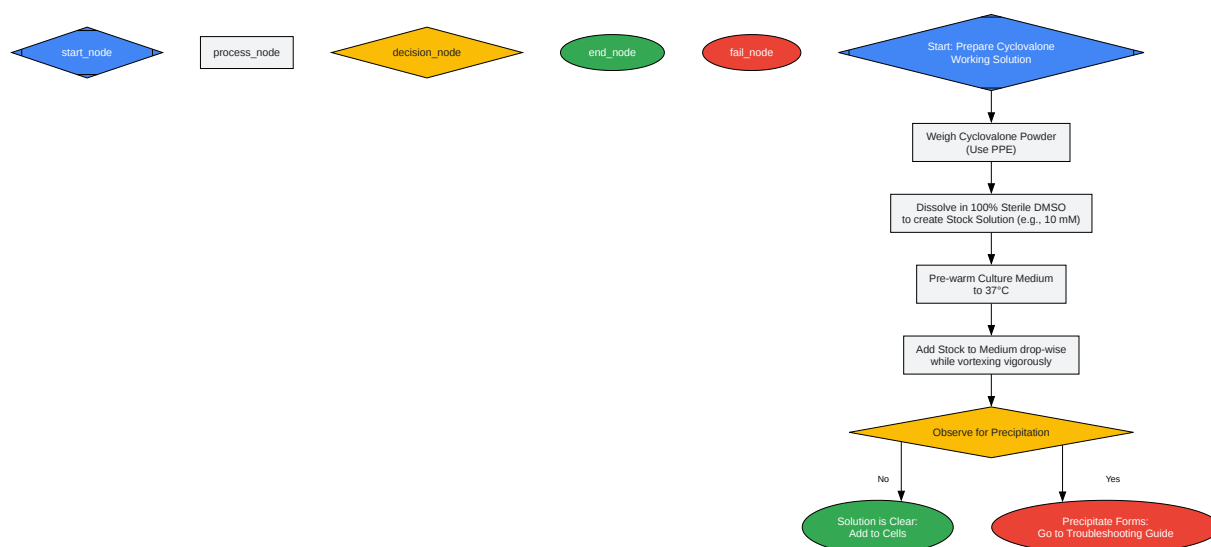 start_node
process_node
decision_node
end_node
fail_node
Start: Prepare Cyclovalone
Working Solution
Weigh Cyclovalone Powder
(Use PPE)
Dissolve in 100% Sterile DMSO
to create Stock Solution (e.g., 10 mM)
Pre-warm Culture Medium
to 37°C
Add Stock to Medium drop-wise
while vortexing vigorously
Observe for Precipitation
No
Yes
Solution is Clear:
Add to Cells
Precipitate Forms:
Go to Troubleshooting Guide